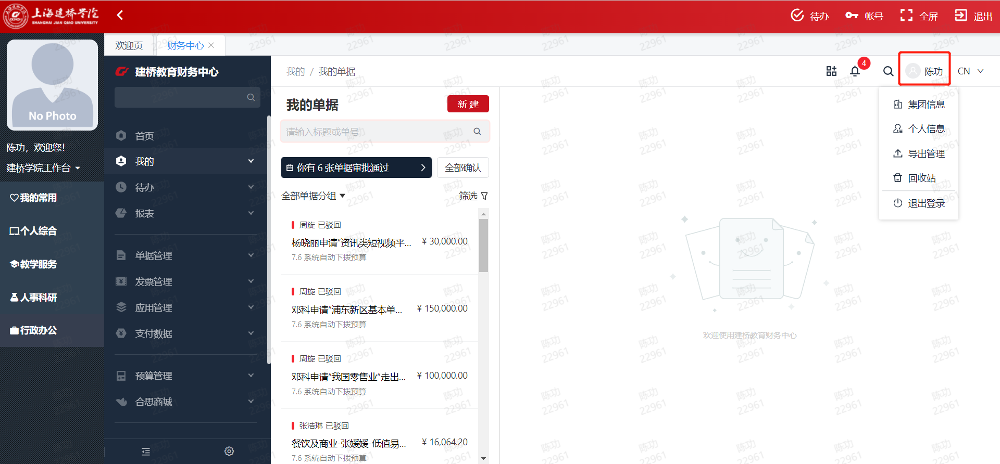 上海建桥学院
SHANGHAI JIAN QIAO UNIVERSITY
待办
帐号
全屏
退出
No Photo
陈功，欢迎您！
建桥学院工作台
我的常用
个人综合
教学服务
人事科研
行政办公
欢迎页
财务中心
建桥教育财务中心
首页
我的
待办
报表
单据管理
发票管理
应用管理
支付数据
预算管理
合思商城
我的 / 我的单据
4
陈功
CN
我的单据
新 建
请输入标题或单号
你有 6 张单据审批通过
全部确认
全部单据分组
筛选
周旋 已驳回
杨晓丽申请“资讯类短视频平...
¥ 30,000.00
7.6 系统自动下拨预算
周旋 已驳回
邓科申请“浦东新区基本单...
¥ 150,000.00
7.6 系统自动下拨预算
周旋 已驳回
邓科申请“我国零售业“走出...
¥ 100,000.00
7.6 系统自动下拨预算
张浩琳 已驳回
餐饮及商业-张媛媛-低值易...
¥ 16,064.20
7.6 系统自动下拨预算
集团信息
个人信息
导出管理
回收站
退出登录
欢迎使用建桥教育财务中心
陈功
22961